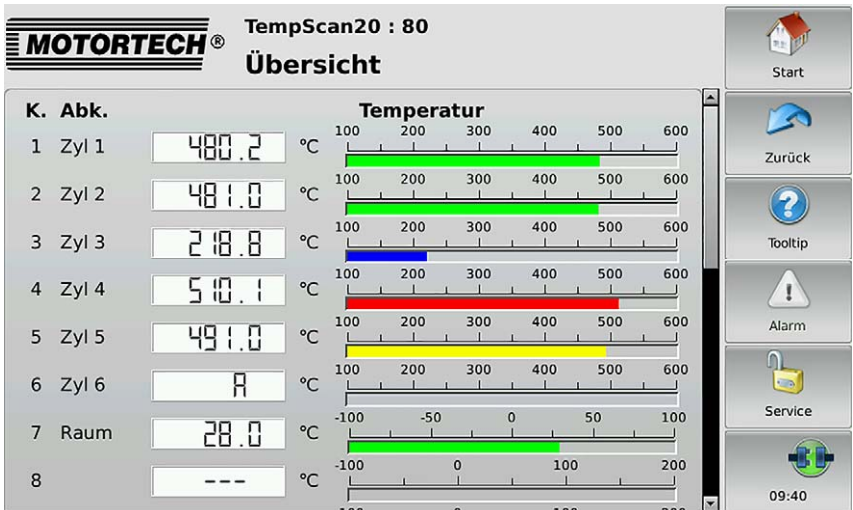 MOTORTECH®
TempScan20 : 80
Übersicht
K. Abk. Temperatur
1 Zyl 1 480.2 °C 100 200 300 400 500 600
2 Zyl 2 481.0 °C 100 200 300 400 500 600
3 Zyl 3 218.8 °C 100 200 300 400 500 600
4 Zyl 4 510.1 °C 100 200 300 400 500 600
5 Zyl 5 491.0 °C 100 200 300 400 500 600
6 Zyl 6 A °C 100 200 300 400 500 600
7 Raum 28.0 °C -100 -50 0 50 100
8 --- °C -100 0 100 200
Start
Zurück
Tooltip
Alarm
Service
09:40